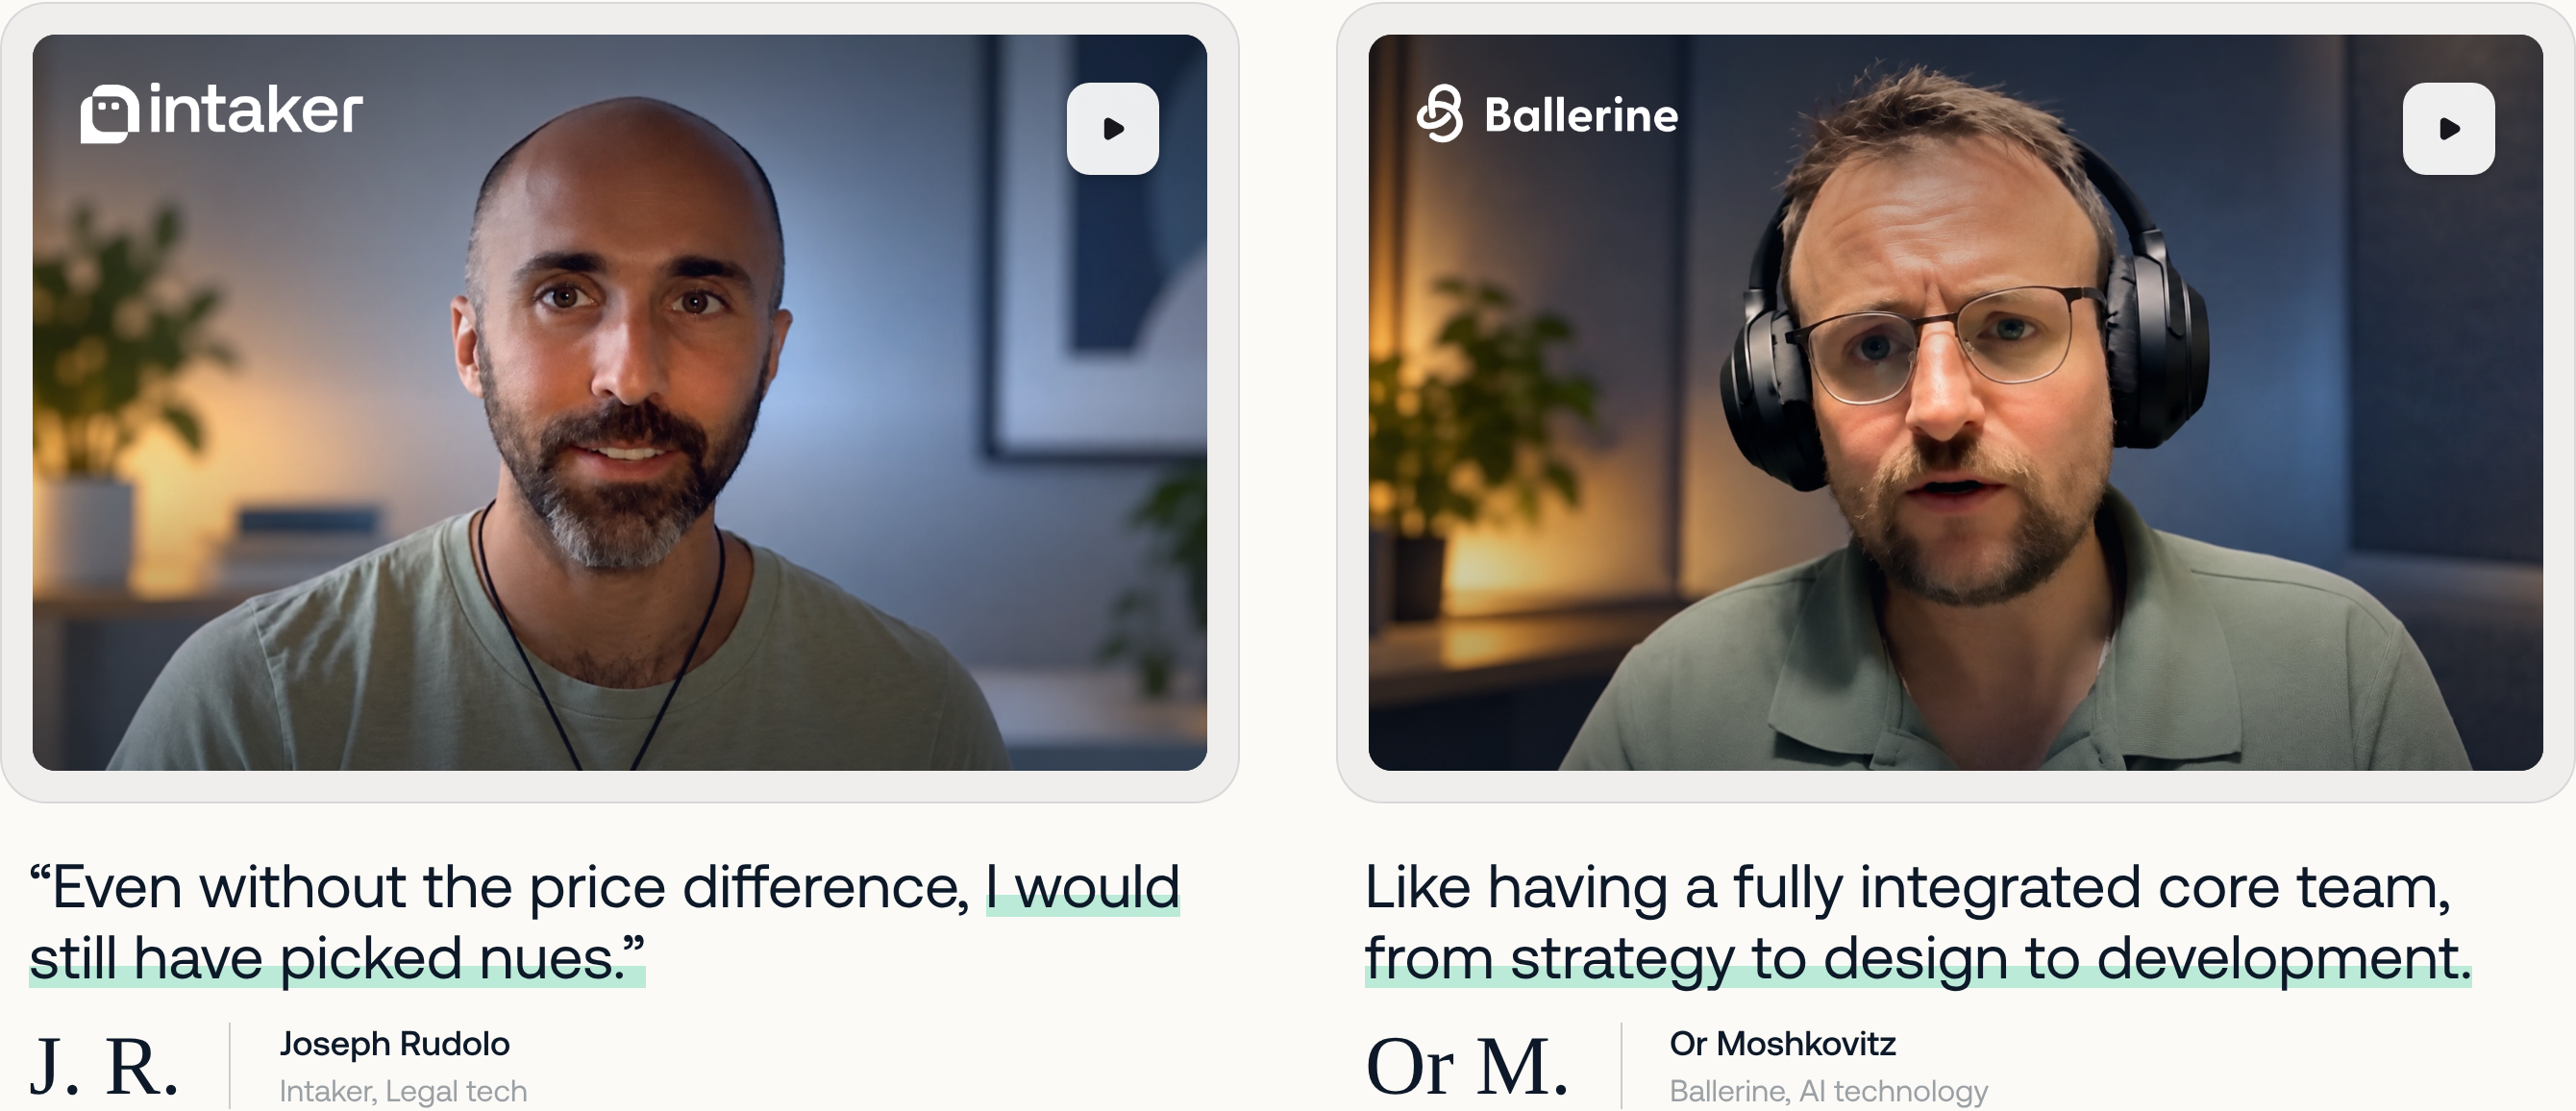 intaker
“Even without the price difference, I would
still have picked nues.”
J. R.
Joseph Rudolo
Intaker, Legal tech
Ballerine
Like having a fully integrated core team,
from strategy to design to development.
Or M.
Or Moshkovitz
Ballerine, AI technology